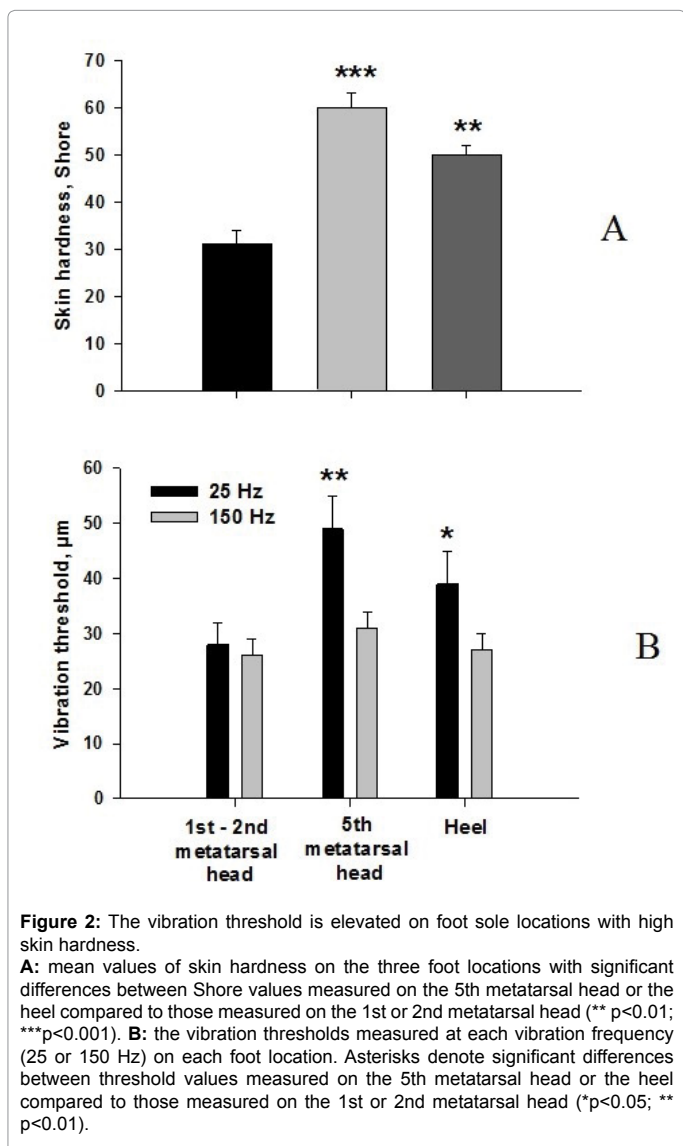 70
60
50
40
30
20
10
0
Skin hardness, Shore
***
**
A
60
50
40
30
20
10
0
Vibration threshold, µm
25 Hz
150 Hz
**
*
B
1st - 2nd
metatarsal
head
5th
metatarsal
head
Heel
Figure 2: The vibration threshold is elevated on foot sole locations with high
skin hardness.
A: mean values of skin hardness on the three foot locations with significant
differences between Shore values measured on the 5th metatarsal head or the
heel compared to those measured on the 1st or 2nd metatarsal head (** p<0.01;
***p<0.001). B: the vibration thresholds measured at each vibration frequency
(25 or 150 Hz) on each foot location. Asterisks denote significant differences
between threshold values measured on the 5th metatarsal head or the heel
compared to those measured on the 1st or 2nd metatarsal head (*p<0.05; **
p<0.01).